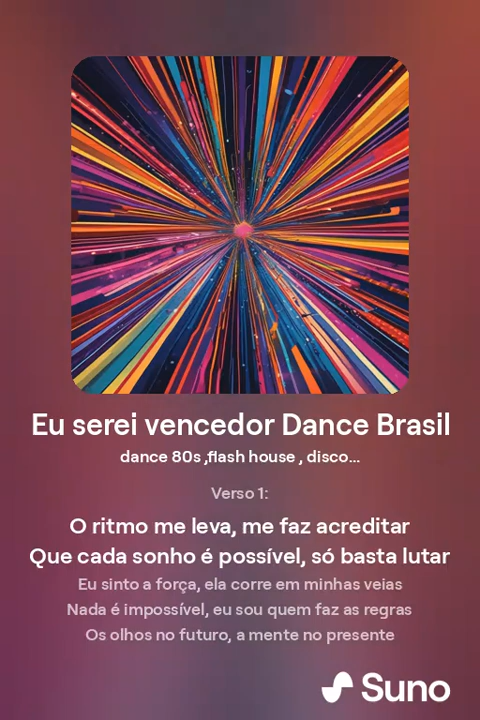 Eu serei vencedor Dance Brasil
dance 80s ,flash house , disco...
Verso 1:
O ritmo me leva, me faz acreditar
Que cada sonho é possível, só basta lutar
Eu sinto a força, ela corre em minhas veias
Nada é impossível, eu sou quem faz as regras
Os olhos no futuro, a mente no presente
Suno